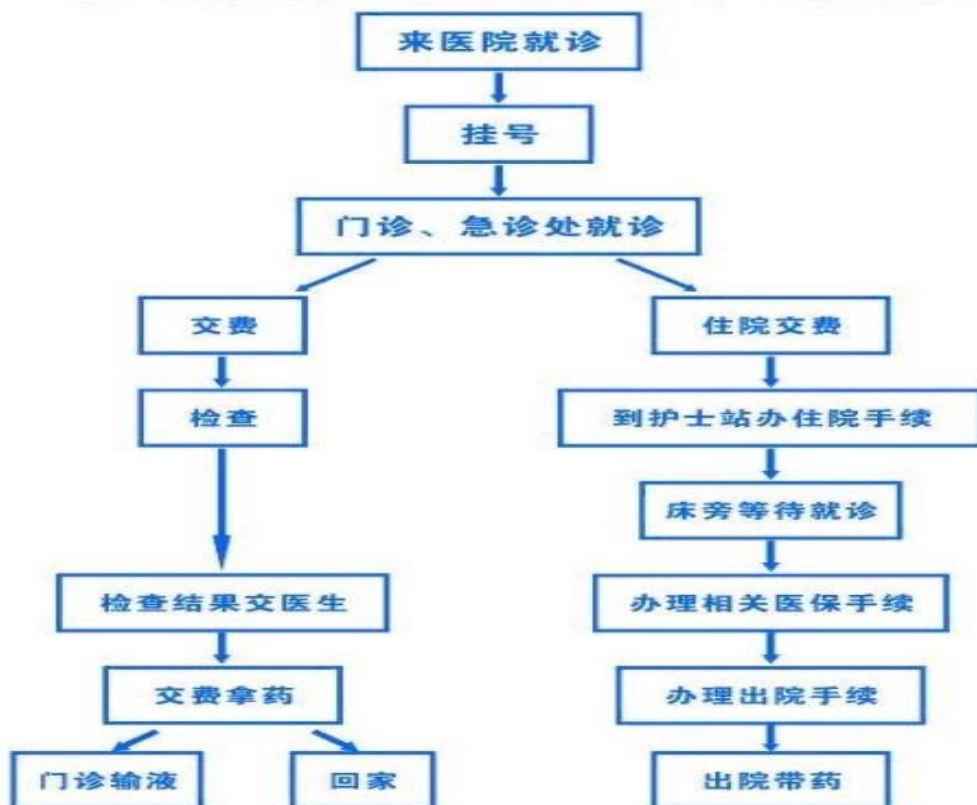 来医院就诊
挂号
门诊、急诊处就诊
交费
住院交费
检查
到护士站办住院手续
床旁等待就诊
检查结果交医生
办理相关医保手续
交费拿药
办理出院手续
门诊输液
回家
出院带药